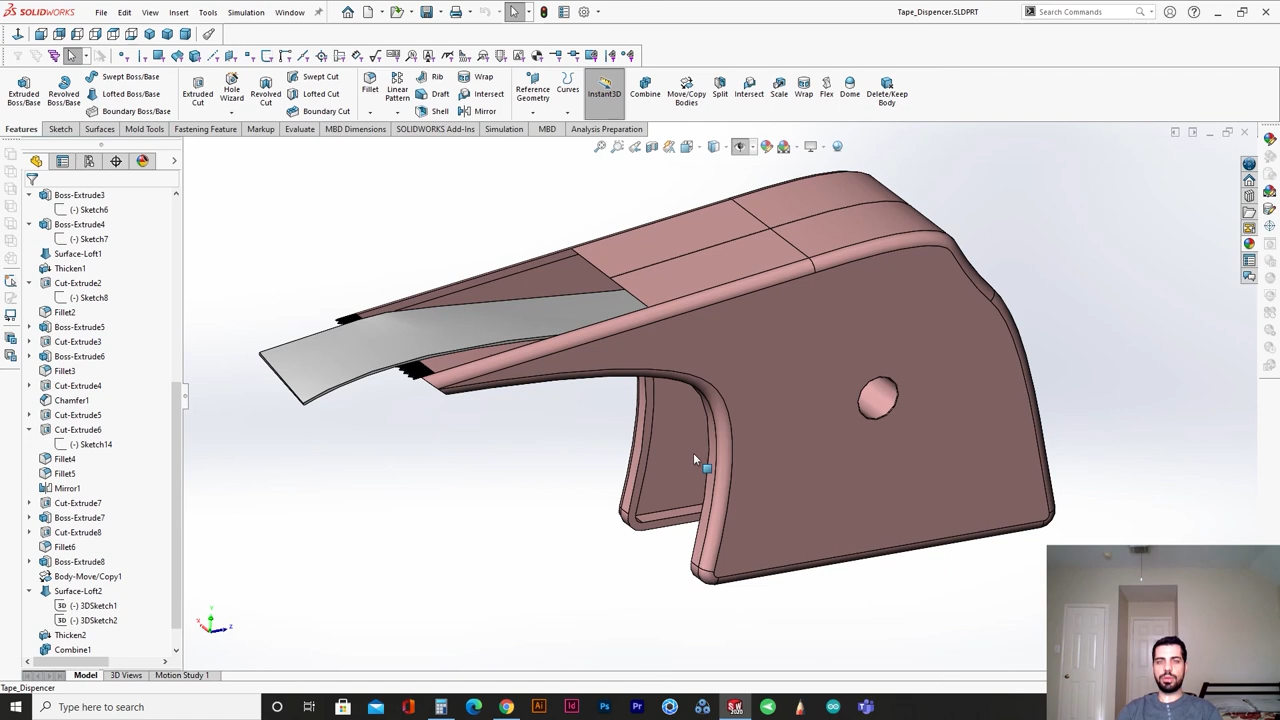 SOLIDWORKS File Edit View Insert Tools Simulation Window Tape_Dispenser.SLDPRT Search Commands
Extruded Boss/Base
Revolved Boss/Base
Swept Boss/Base
Lofted Boss/Base
Boundary Boss/Base
Extruded Cut
Hole Wizard
Revolved Cut
Swept Cut
Lofted Cut
Boundary Cut
Fillet
Linear Pattern
Rib
Draft
Shell
Wrap
Intersect
Mirror
Reference Geometry
Curves
Instant3D
Combine
Move/Copy Bodies
Split
Intersect
Scale
Wrap
Flex
Dome
Delete/Keep Body
Features Sketch Surfaces Mold Tools Fastening Feature Markup Evaluate MBD Dimensions SOLIDWORKS Add-Ins Simulation MBD Analysis Preparation
Boss-Extrude3
(-) Sketch6
Boss-Extrude4
(-) Sketch7
Surface-Loft1
Thicken1
Cut-Extrude2
(-) Sketch8
Fillet2
Boss-Extrude5
Cut-Extrude3
Boss-Extrude6
Fillet3
Cut-Extrude4
Chamfer1
Cut-Extrude5
Cut-Extrude6
(-) Sketch14
Fillet4
Fillet5
Mirror1
Cut-Extrude7
Boss-Extrude7
Cut-Extrude8
Fillet6
Boss-Extrude8
Body-Move/Copy1
Surface-Loft2
3D (-) 3DSketch1
3D (-) 3DSketch2
Thicken2
Combine1
Model 3D Views Motion Study 1
Tape_Dispenser
Type here to search